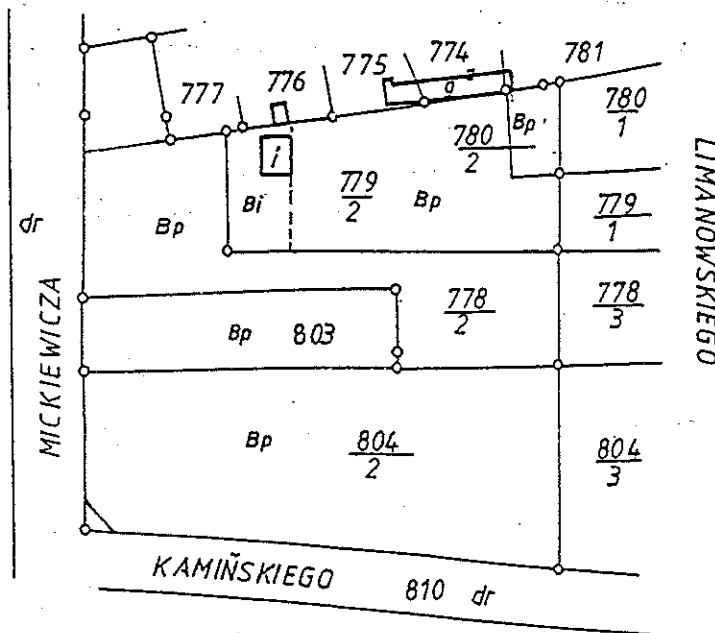 774
781
775
776
777
g
780
1
Bp
780
2
LIMANOWSKIEGO
i
779
2
Bi
Bp
Bp
779
1
dr
MICKIEWICZA
778
2
778
3
Bp 803
Bp
804
2
804
3
KAMIŃSKIEGO
810 dr